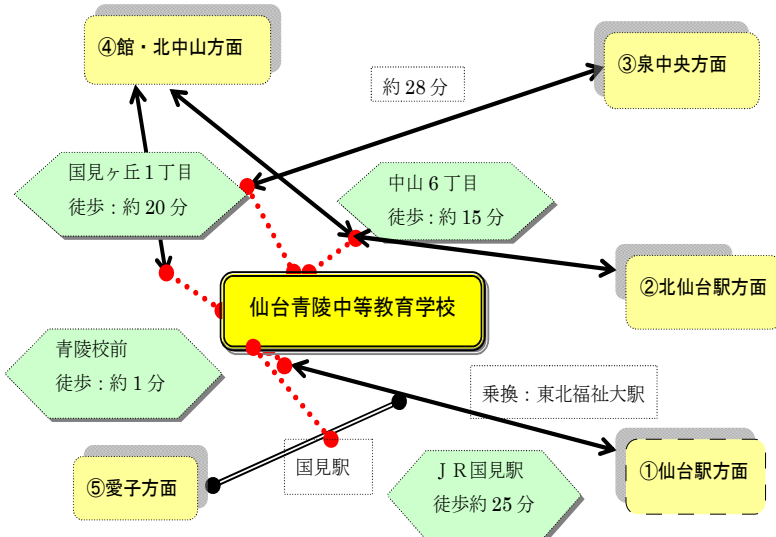 ④館・北中山方面
③泉中央方面
約 28 分
国見ヶ丘１丁目
徒歩：約 20 分
中山 6 丁目
徒歩：約 15 分
②北仙台駅方面
仙台青陵中等教育学校
青陵校前
徒歩：約 1 分
乗換：東北福祉大駅
国見駅
ＪＲ国見駅
徒歩約 25 分
①仙台駅方面
⑤愛子方面